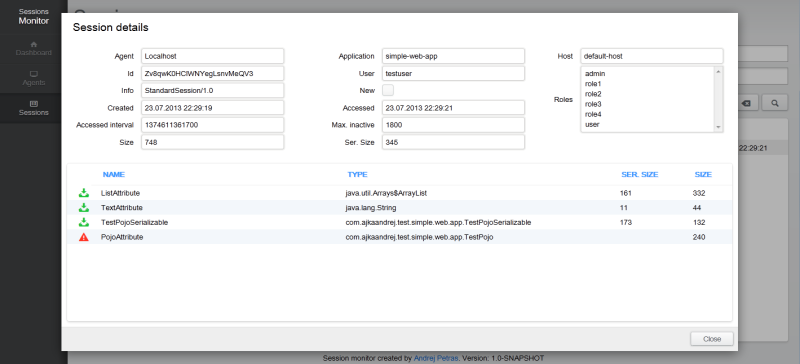 Sessions
Monitor
Dashboard
Agents
Sessions
Session details
Agent Localhost Application simple-web-app Host default-host
Id Zv8qwK0HClWNYegLsnvMeQV3 User testuser
Info StandardSession/1.0 New
Created 23.07.2013 22:29:19 Accessed 23.07.2013 22:29:21
Accessed interval 1374611361700 Max. inactive 1800
Size 748 Ser. Size 345
Roles
admin
role1
role2
role3
role4
user
22:29:21
NAME TYPE SER. SIZE SIZE
ListAttribute java.util.Arrays$ArrayList 161 332
TextAttribute java.lang.String 11 44
TestPojoSerializable com.ajkaandrej.test.simple.web.app.TestPojoSerializable 173 132
PojoAttribute com.ajkaandrej.test.simple.web.app.TestPojo 240
Close
Session monitor created by Andrej Petras. Version: 1.0-SNAPSHOT